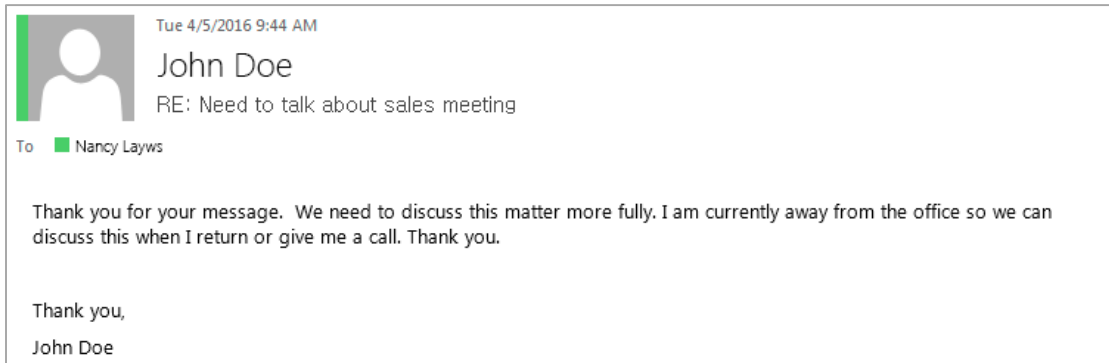 Tue 4/5/2016 9:44 AM
John Doe
RE: Need to talk about sales meeting
To Nancy Layws
Thank you for your message.  We need to discuss this matter more fully. I am currently away from the office so we can
discuss this when I return or give me a call. Thank you.
Thank you,
John Doe